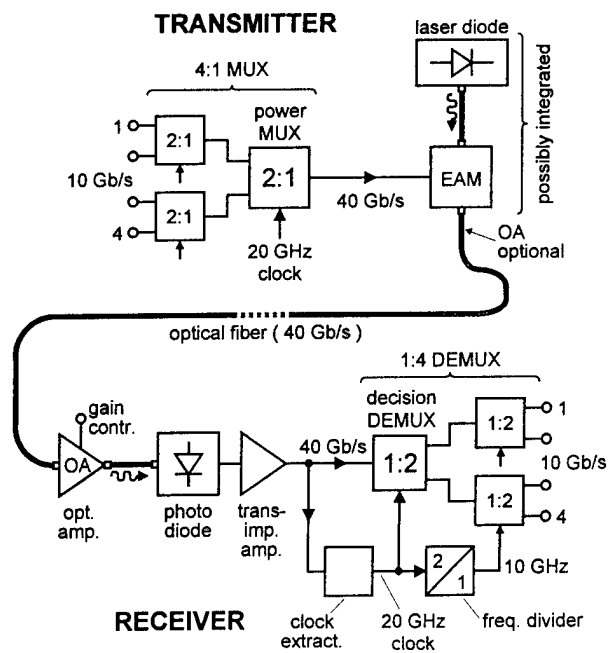 TRANSMITTER
laser diode
4:1 MUX
power
MUX
possibly integrated
1
2:1
10 Gb/s
2:1
4
2:1
20 GHz
clock
40 Gb/s
EAM
OA
optional
optical fiber ( 40 Gb/s )
1:4 DEMUX
gain
contr.
decision
DEMUX
40 Gb/s
OA
1:2
1:2
1
10 Gb/s
1:2
4
opt.
amp.
photo
diode
trans-
imp.
amp.
2
1
10 GHz
RECEIVER
clock
extract.
20 GHz
clock
freq. divider